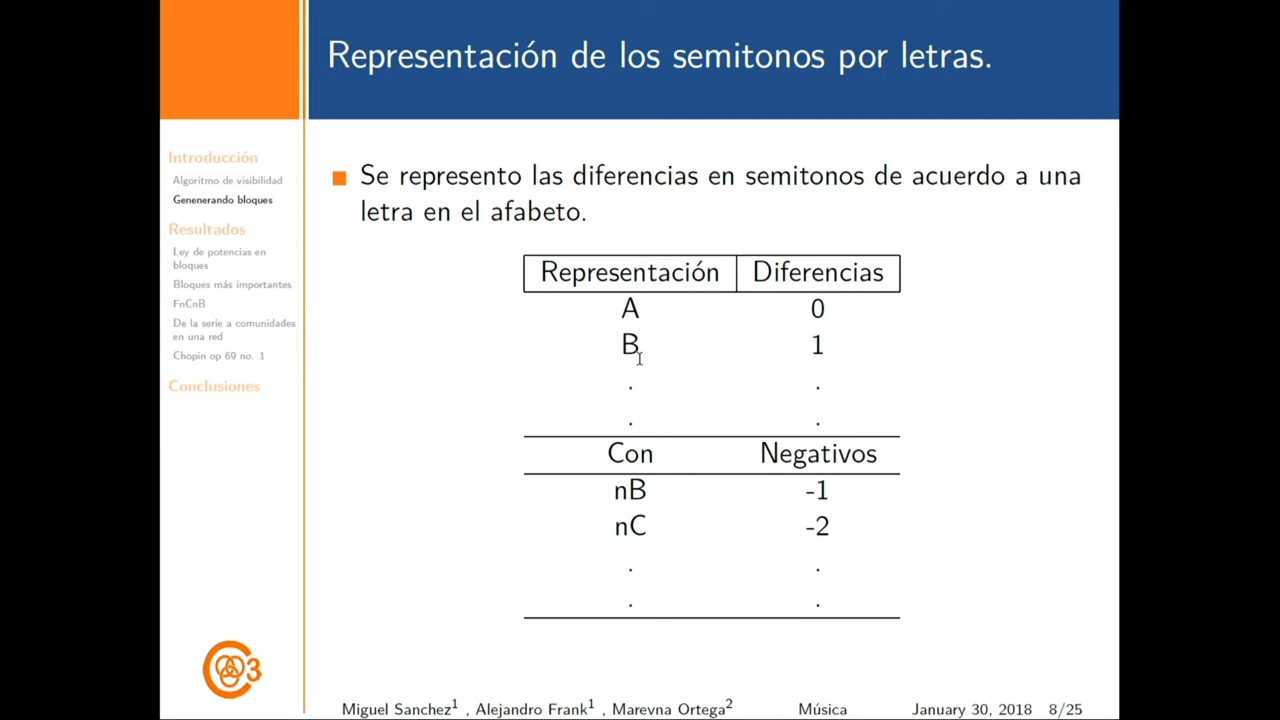 Representación de los semitonos por letras.
Introducción
Algoritmo de visibilidad
Genenerando bloques
Resultados
Ley de potencias en
bloques
Bloques más importantes
FnCnB
De la serie a comunidades
en una red
Chopin op 69 no. 1
Conclusiones
Se represento las diferencias en semitonos de acuerdo a una
letra en el afabeto.
Representación Diferencias
A 0
B 1
. .
. .
Con Negativos
nB -1
nC -2
. .
. .
C3
Miguel Sanchez1 , Alejandro Frank1 , Marevna Ortega2 Música January 30, 2018 8/25